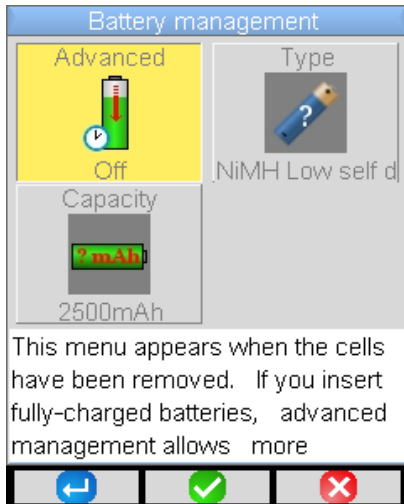 Battery management
Advanced
Type
?
Off
NiMH Low self d
Capacity
? mAh
2500mAh
This menu appears when the cells
have been removed. If you insert
fully-charged batteries, advanced
management allows more